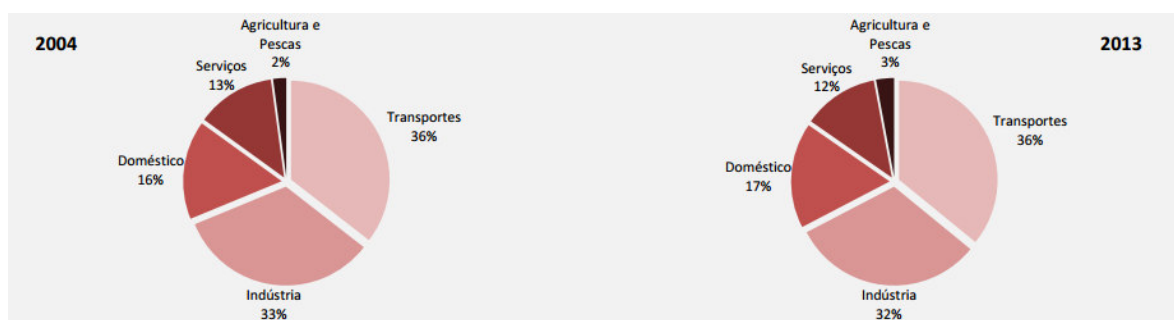 2004
Agricultura e
Pescas
2%
Serviços
13%
Transportes
36%
Doméstico
16%
Indústria
33%
2013
Agricultura e
Pescas
3%
Serviços
12%
Transportes
36%
Doméstico
17%
Indústria
32%